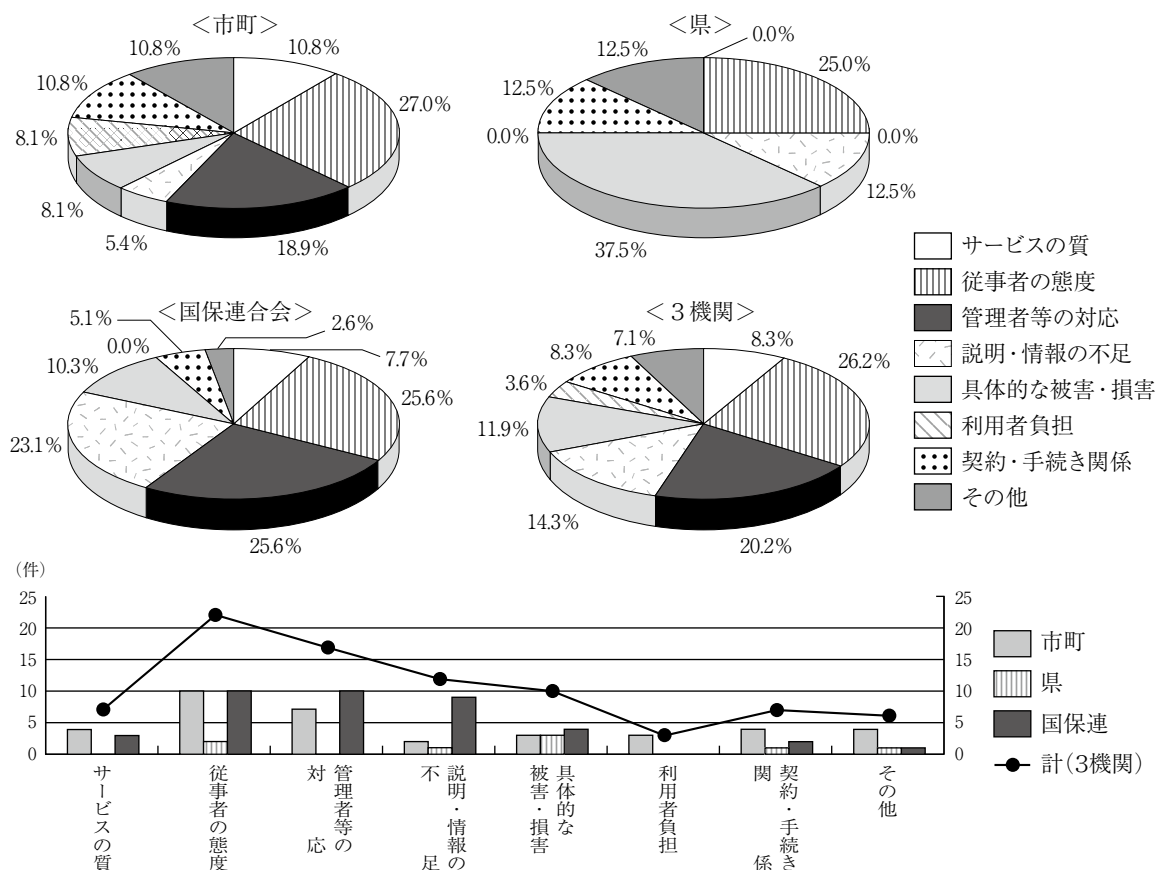 ＜市町＞
10.8%
10.8%
27.0%
18.9%
5.4%
8.1%
8.1%
10.8%
＜県＞
0.0%
25.0%
0.0%
12.5%
37.5%
0.0%
12.5%
12.5%
＜国保連合会＞
2.6%
7.7%
25.6%
25.6%
23.1%
10.3%
0.0%
5.1%
＜３機関＞
8.3%
26.2%
20.2%
14.3%
11.9%
3.6%
8.3%
7.1%
サービスの質
従事者の態度
管理者等の対応
説明・情報の不足
具体的な被害・損害
利用者負担
契約・手続き関係
その他
（件）
25
20
15
10
5
0
25
20
15
10
5
0
サービスの質
従事者の態度
管理者等の
対応
説明・情報の
不足
具体的な
被害・損害
利用者負担
契約・手続き
関係
その他
市町
県
国保連
計（３機関）